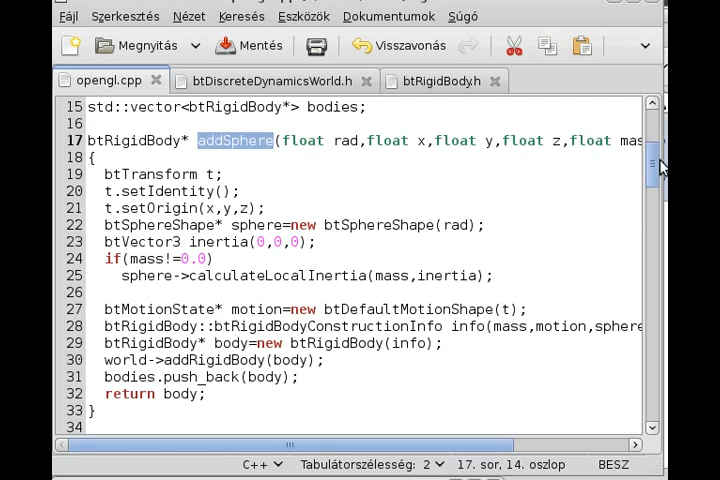 Fájl Szerkesztés Nézet Keresés Eszközök Dokumentumok Súgó
Megnyitás Mentés Visszavonás
opengl.cpp btDiscreteDynamicsWorld.h btRigidBody.h
15 std::vector<btRigidBody*> bodies;
16
17 btRigidBody* addSphere(float rad,float x,float y,float z,float mas
18 {
19 btTransform t;
20 t.setIdentity();
21 t.setOrigin(x,y,z);
22 btSphereShape* sphere=new btSphereShape(rad);
23 btVector3 inertia(0,0,0);
24 if(mass!=0.0)
25 sphere->calculateLocalInertia(mass,inertia);
26
27 btMotionState* motion=new btDefaultMotionShape(t);
28 btRigidBody::btRigidBodyConstructionInfo info(mass,motion,sphere
29 btRigidBody* body=new btRigidBody(info);
30 world->addRigidBody(body);
31 bodies.push_back(body);
32 return body;
33 }
34
C++ Tabulátorszélesség: 2 17. sor, 14. oszlop BESZ